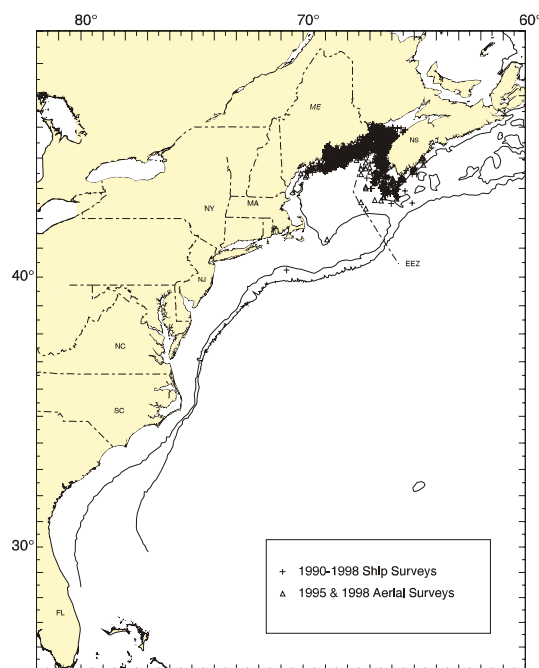 80°
70°
60°
ME
NS
NY
MA
EEZ
NJ
40°
NC
SC
+ 1990-1998 Ship Surveys
30°
△ 1995 & 1998 Aerial Surveys
FL